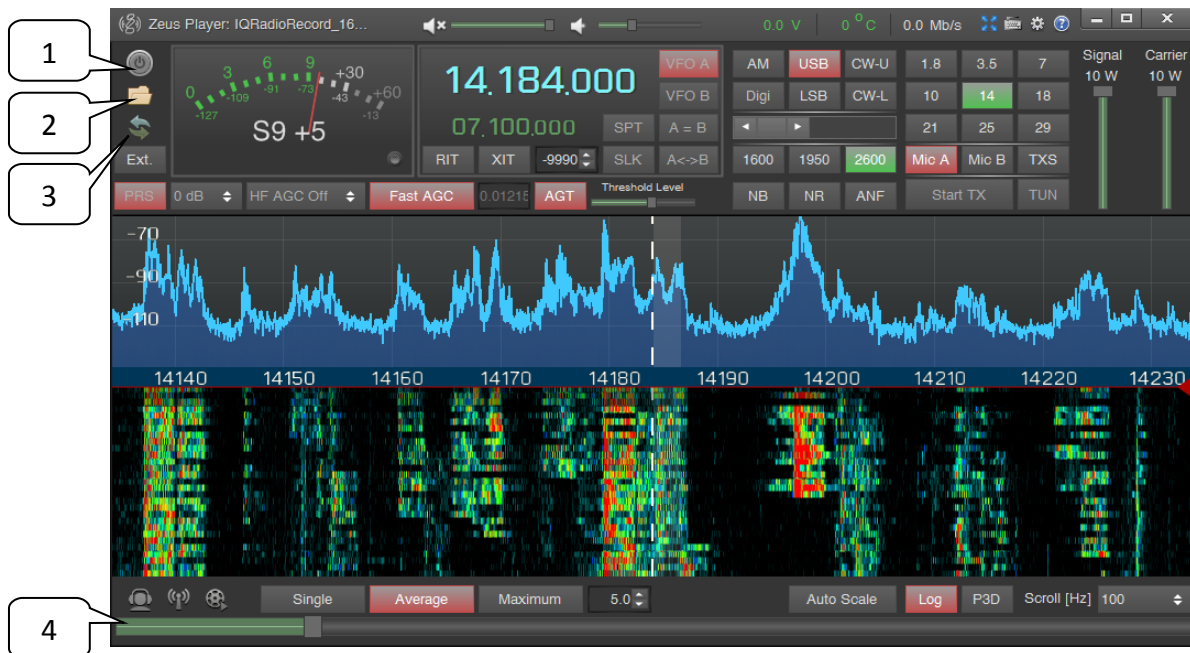 Zeus Player: IQRadioRecord_16... 0.0 V 0 °C 0.0 Mb/s
1
2
3
4
0 3 6 9 +30 +60
-127 -109 -91 -73 -43 -13
S9 +5
Ext.
14.184.000
07.100.000
VFO A
VFO B
SPT A = B
RIT XIT -9990 SLK A<->B
AM USB CW-U 1.8 3.5 7
Digi LSB CW-L 10 14 18
21 25 29
1600 1950 2600 Mic A Mic B TXS
NB NR ANF Start TX TUN
Signal Carrier
10 W 10 W
PRS 0 dB HF AGC Off Fast AGC 0.01215 AGT Threshold Level
-70
-90
-110
14140 14150 14160 14170 14180 14190 14200 14210 14220 14230
Single Average Maximum 5.0 Auto Scale Log P3D Scroll [Hz] 100